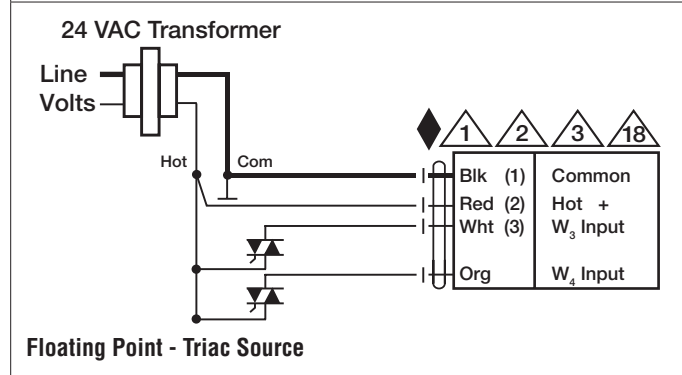 24 VAC Transformer
Line
Volts
Hot
Com
1 2 3 18
Blk (1) Common
Red (2) Hot +
Wht (3) W₃ Input
Org W₄ Input
Floating Point - Triac Source